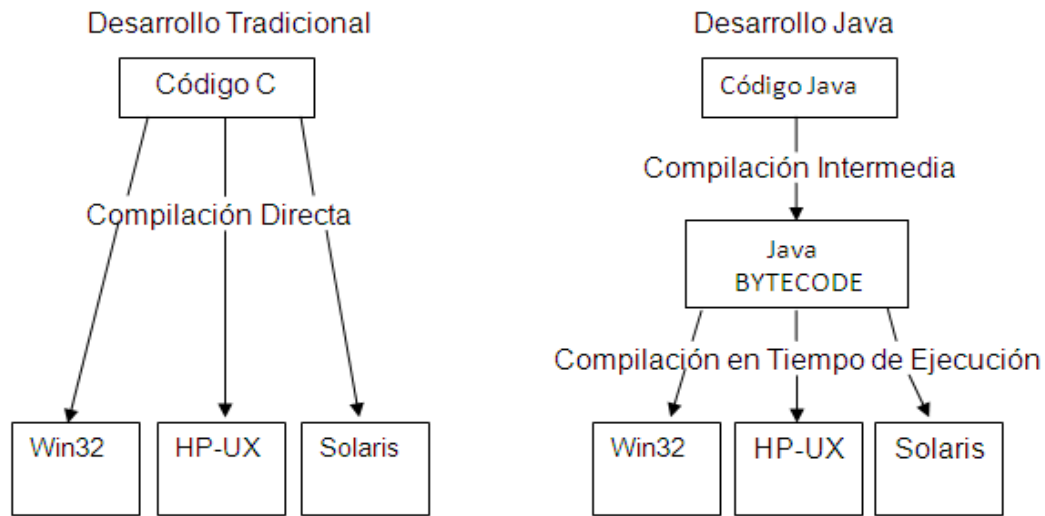 Desarrollo Tradicional
Código C
Compilación Directa
Win32
HP-UX
Solaris
Desarrollo Java
Código Java
Compilación Intermedia
Java
BYTECODE
Compilación en Tiempo de Ejecución
Win32
HP-UX
Solaris